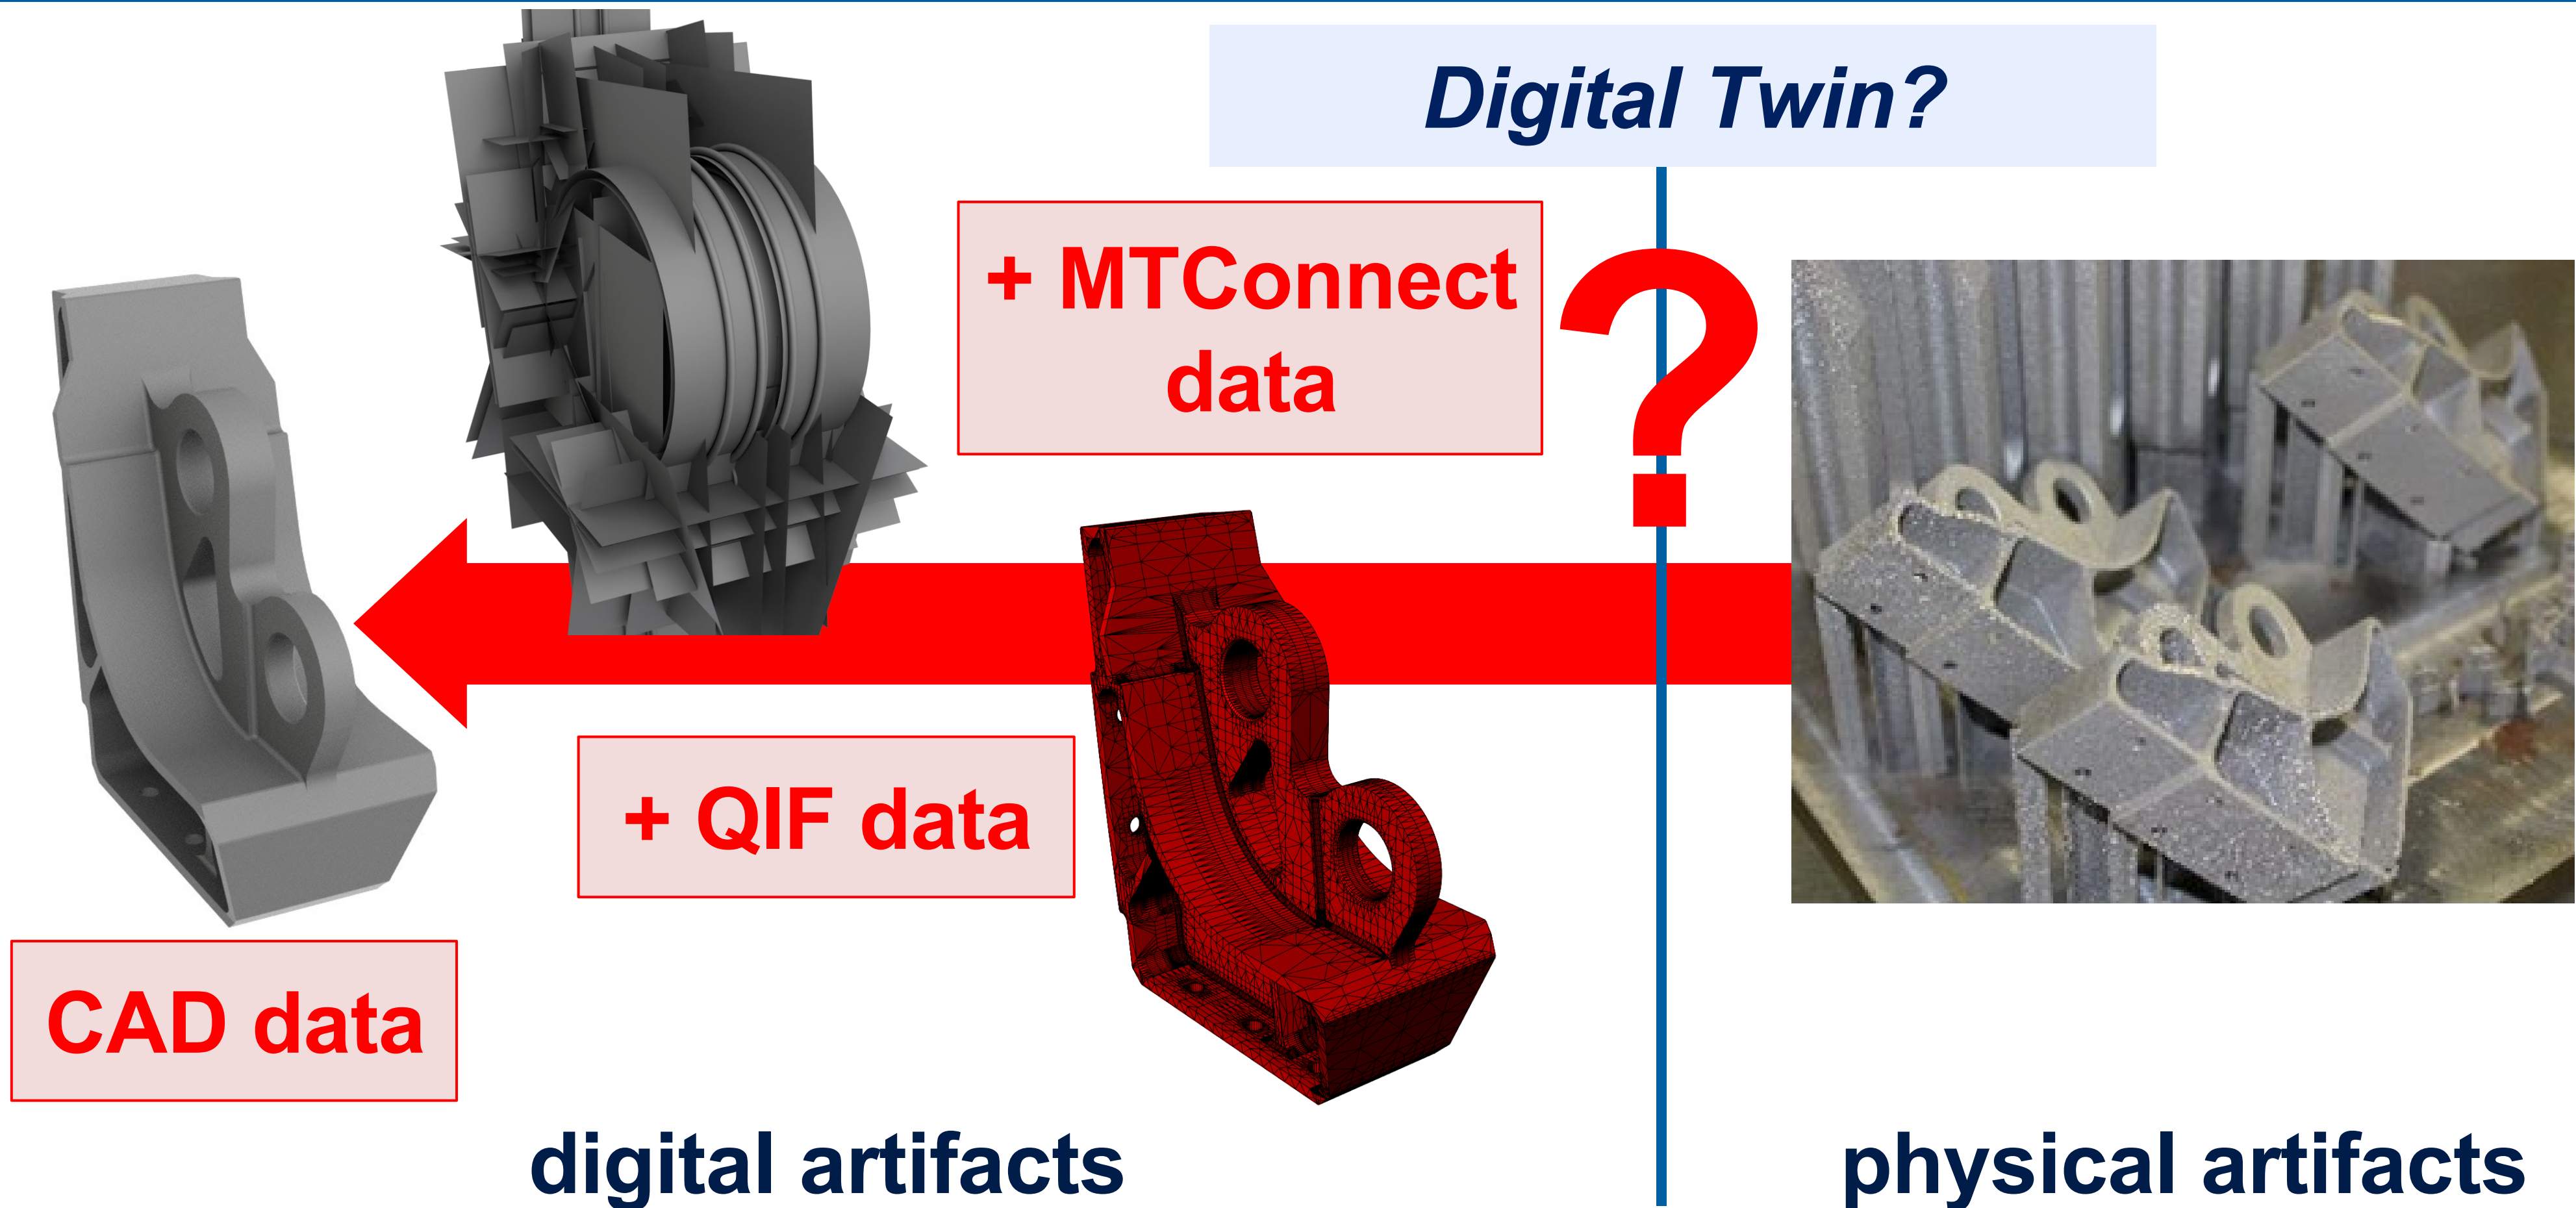 Digital Twin?
+ MTConnect
data
?
+ QIF data
CAD data
digital artifacts
physical artifacts